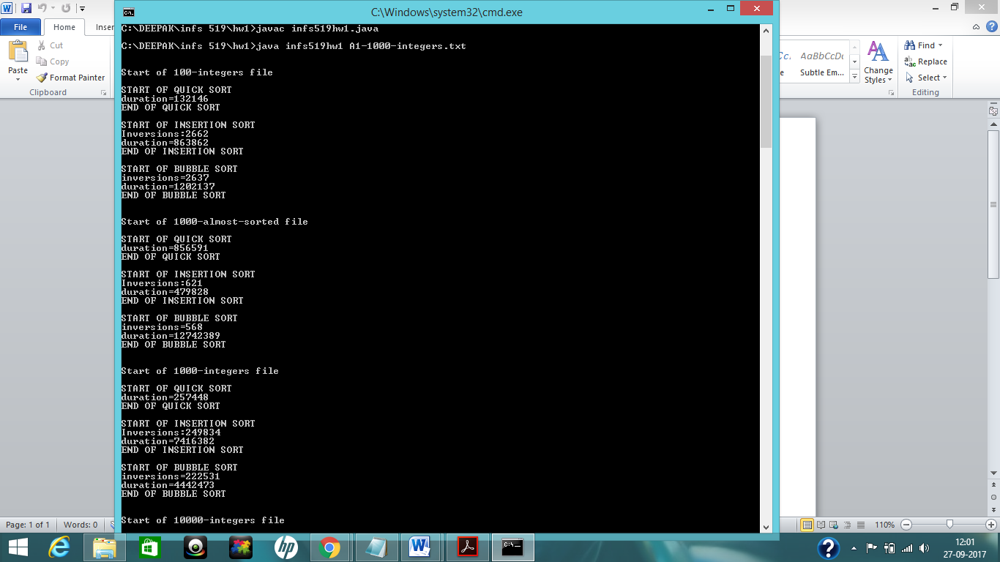 C:\Windows\system32\cmd.exe
File
Home
Inser
Cut
Copy
Paste
Format Painter
Clipboard
AaBbCcDc
Subtle Em...
Change
Styles
Find
Replace
Select
Editing
C:\DEEPAK\infs 519\hw1>javac infs519hw1.java
C:\DEEPAK\infs 519\hw1>java infs519hw1 A1-1000-integers.txt
Start of 100-integers file
START OF QUICK SORT
duration=132146
END OF QUICK SORT
START OF INSERTION SORT
Inversions:2662
duration=863862
END OF INSERTION SORT
START OF BUBBLE SORT
inversions=2637
duration=1202137
END OF BUBBLE SORT
Start of 1000-almost-sorted file
START OF QUICK SORT
duration=856591
END OF QUICK SORT
START OF INSERTION SORT
Inversions:621
duration=479828
END OF INSERTION SORT
START OF BUBBLE SORT
inversions=568
duration=12742389
END OF BUBBLE SORT
Start of 1000-integers file
START OF QUICK SORT
duration=257448
END OF QUICK SORT
START OF INSERTION SORT
Inversions:249834
duration=7416382
END OF INSERTION SORT
START OF BUBBLE SORT
inversions=222531
duration=4442473
END OF BUBBLE SORT
Start of 10000-integers file
Page: 1 of 1
Words: 0
110%
12:01
27-09-2017